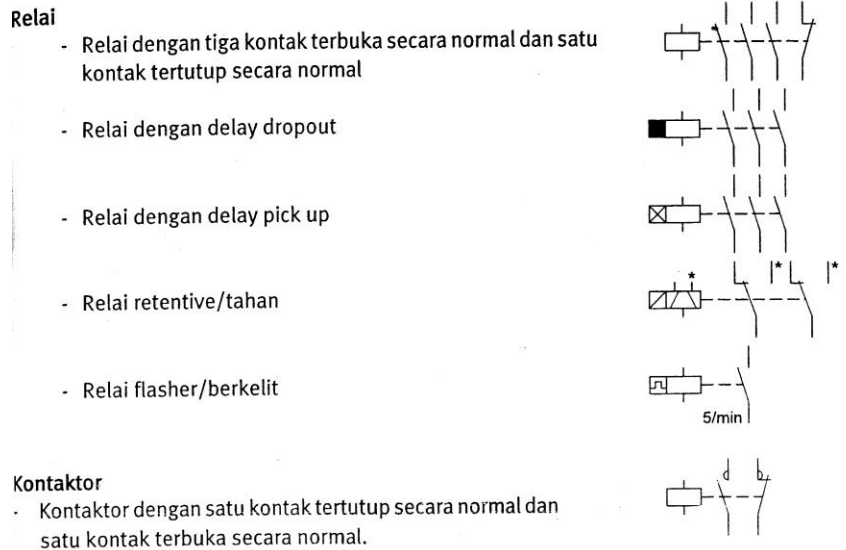 Relai
- Relai dengan tiga kontak terbuka secara normal dan satu
kontak tertutup secara normal
*
- Relai dengan delay dropout
- Relai dengan delay pick up
- Relai retentive/tahan
* * *
- Relai flasher/berkelit
5/min
Kontaktor
- Kontaktor dengan satu kontak tertutup secara normal dan
satu kontak terbuka secara normal.